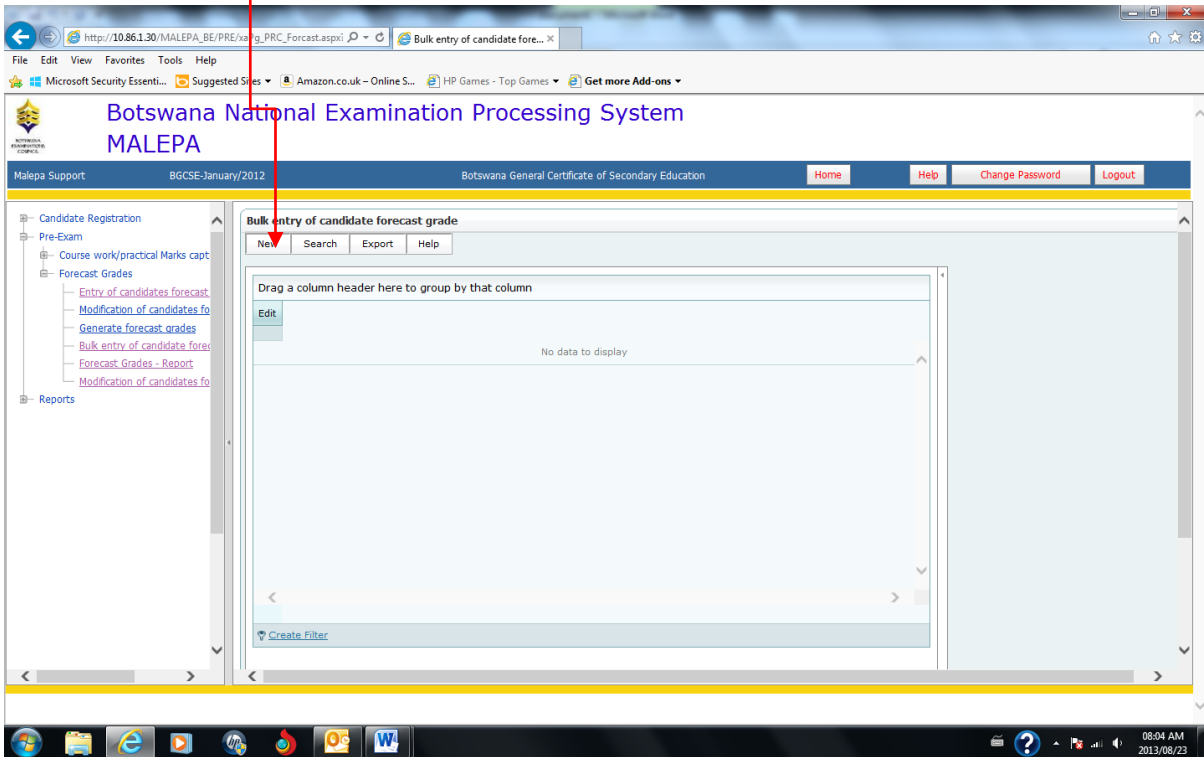 http://10.86.1.30/MALEPA_BE/PRE/
Bulk entry of candidate fore...
File Edit View Favorites Tools Help
Microsoft Security Essenti... Suggested Sites Amazon.co.uk – Online S... HP Games - Top Games Get more Add-ons
Botswana National Examination Processing System
MALEPA
BOTSWANA
EXAMINATIONS
COUNCIL
Malepa Support BGCSE-January/2012 Botswana General Certificate of Secondary Education Home Help Change Password Logout
Candidate Registration
Pre-Exam
Course work/practical Marks capt
Forecast Grades
Entry of candidates forecast
Modification of candidates fo
Generate forecast grades
Bulk entry of candidate forec
Forecast Grades - Report
Modification of candidates fo
Reports
Bulk entry of candidate forecast grade
New Search Export Help
Drag a column header here to group by that column
Edit
No data to display
Create Filter
08:04 AM
2013/08/23